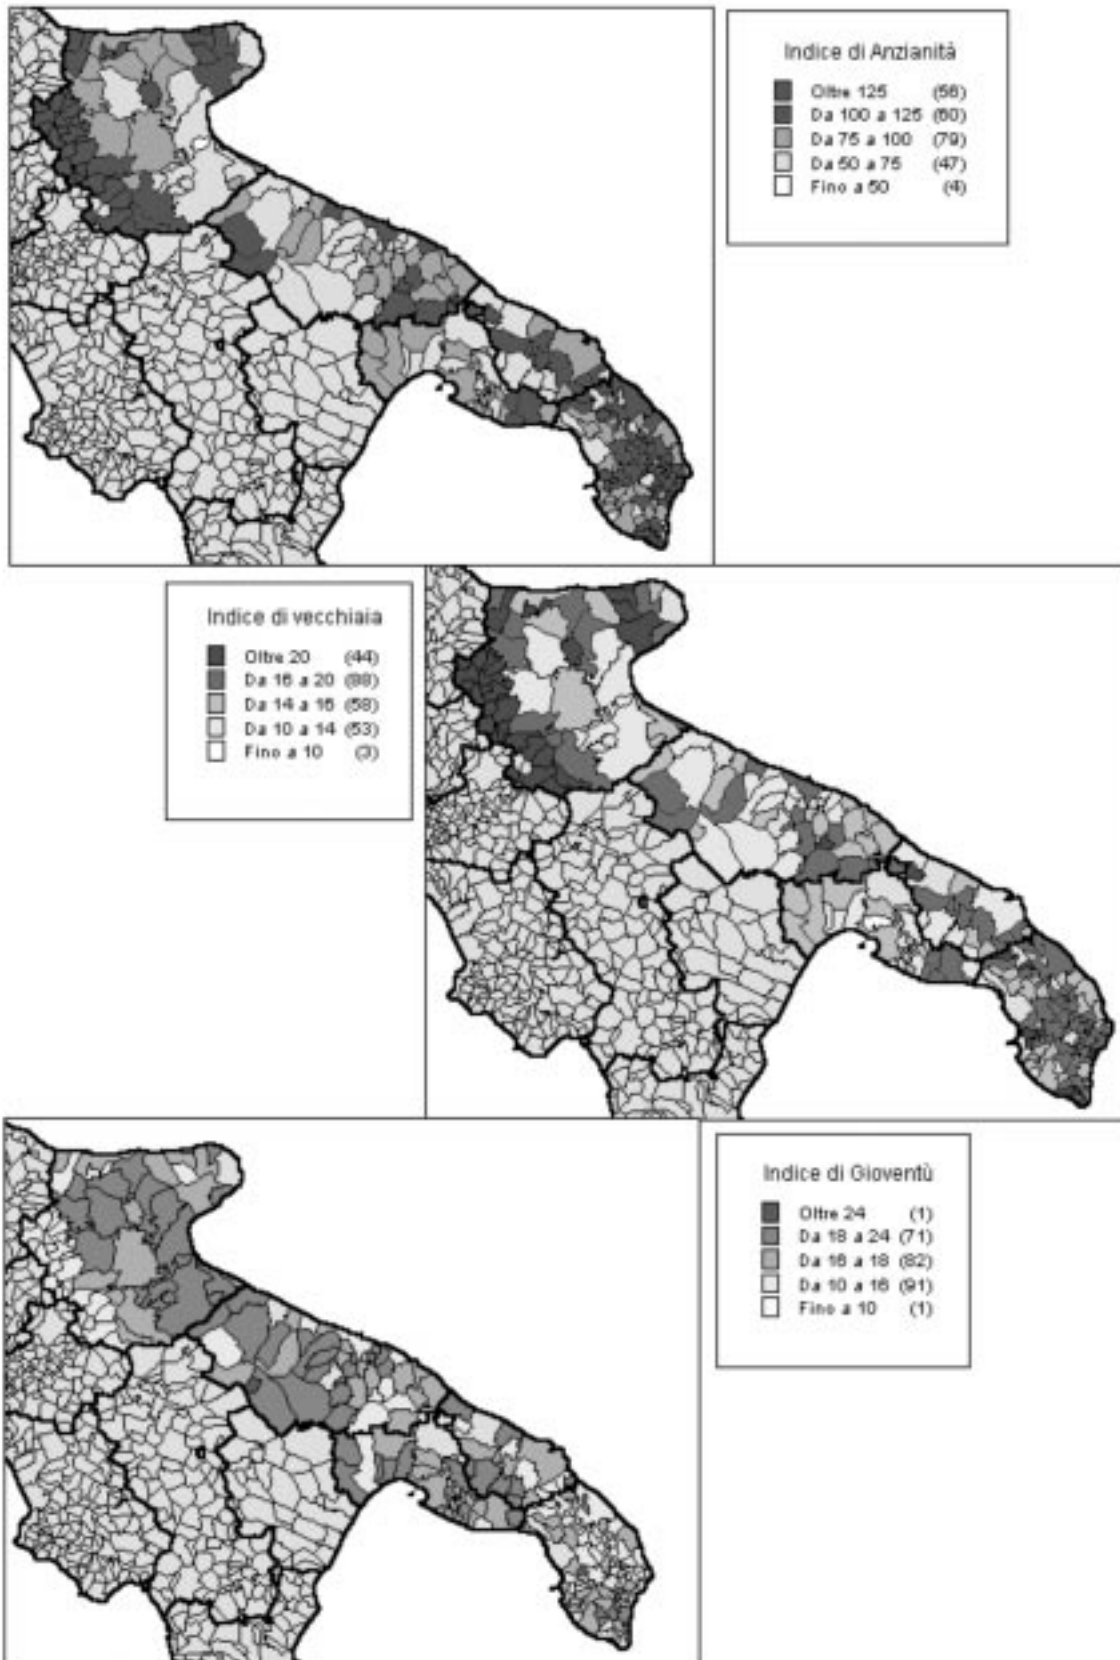 Indice di Anzianità
Oltre 125 (56)
Da 100 a 125 (60)
Da 75 a 100 (79)
Da 50 a 75 (47)
Fino a 50 (4)
Indice di vecchiaia
Oltre 20 (44)
Da 16 a 20 (88)
Da 14 a 16 (58)
Da 10 a 14 (53)
Fino a 10 (3)
Indice di Gioventù
Oltre 24 (1)
Da 18 a 24 (71)
Da 16 a 18 (82)
Da 10 a 16 (91)
Fino a 10 (1)